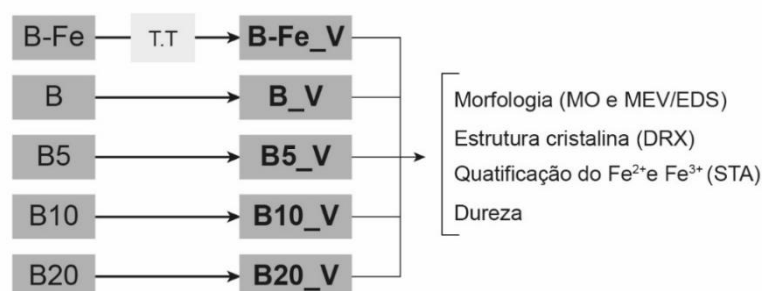 B-Fe T.T B-Fe_V
B B_V
B5 B5_V
B10 B10_V
B20 B20_V
Morfologia (MO e MEV/EDS)
Estrutura cristalina (DRX)
Quatificação do Fe²⁺e Fe³⁺ (STA)
Dureza